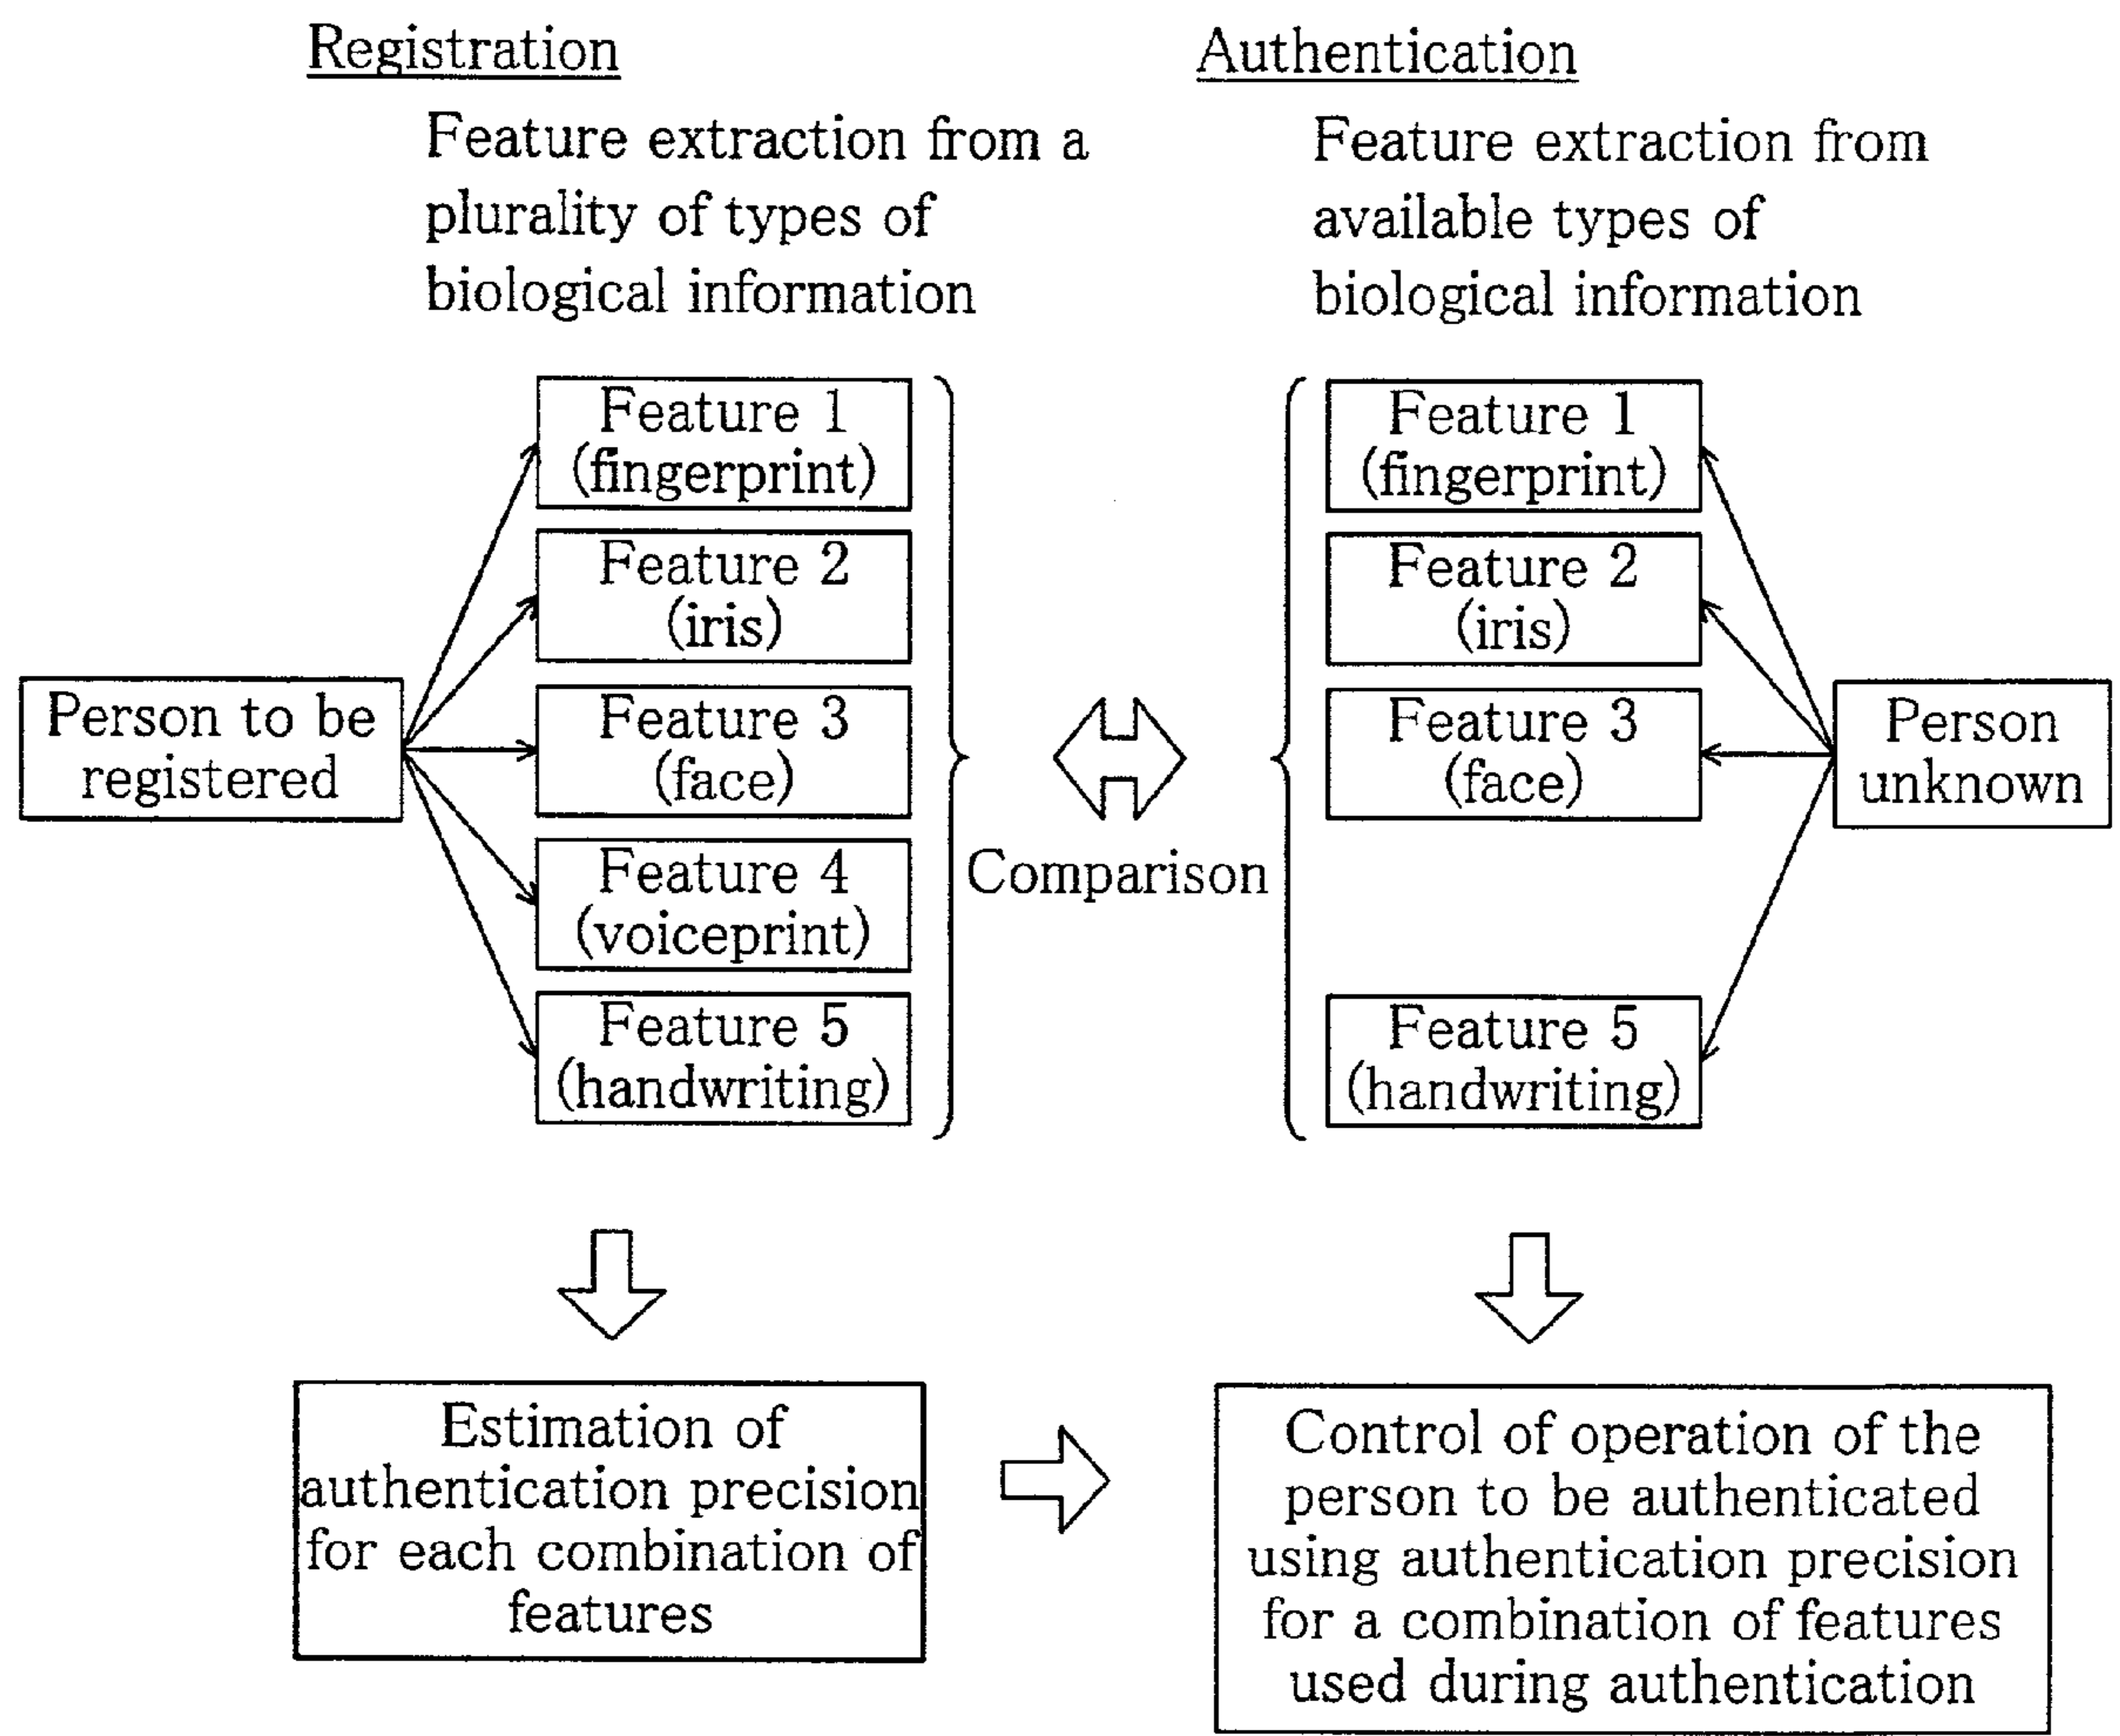 Registration
Feature extraction from a
plurality of types of
biological information
Person to be
registered
Feature 1
(fingerprint)
Feature 2
(iris)
Feature 3
(face)
Feature 4
(voiceprint)
Feature 5
(handwriting)
Comparison
Authentication
Feature extraction from
available types of
biological information
Feature 1
(fingerprint)
Feature 2
(iris)
Feature 3
(face)
Feature 5
(handwriting)
Person
unknown
Estimation of
authentication precision
for each combination of
features
Control of operation of the
person to be authenticated
using authentication precision
for a combination of features
used during authentication